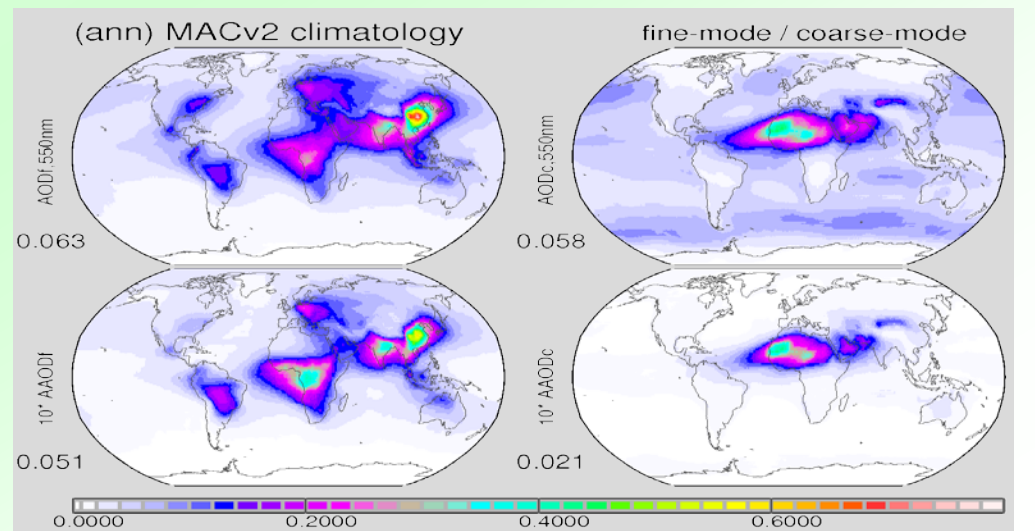 (ann) MACv2 climatology
fine-mode / coarse-mode
AODf,550nm
0.063
AODc,550nm
0.058
10* AAODf
0.051
10* AAODc
0.021
0.0000 0.2000 0.4000 0.6000